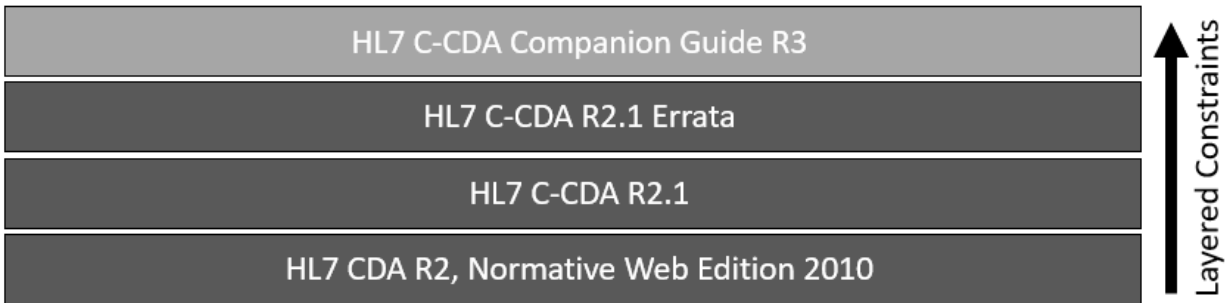 HL7 C-CDA Companion Guide R3
HL7 C-CDA R2.1 Errata
HL7 C-CDA R2.1
HL7 CDA R2, Normative Web Edition 2010
Layered Constraints